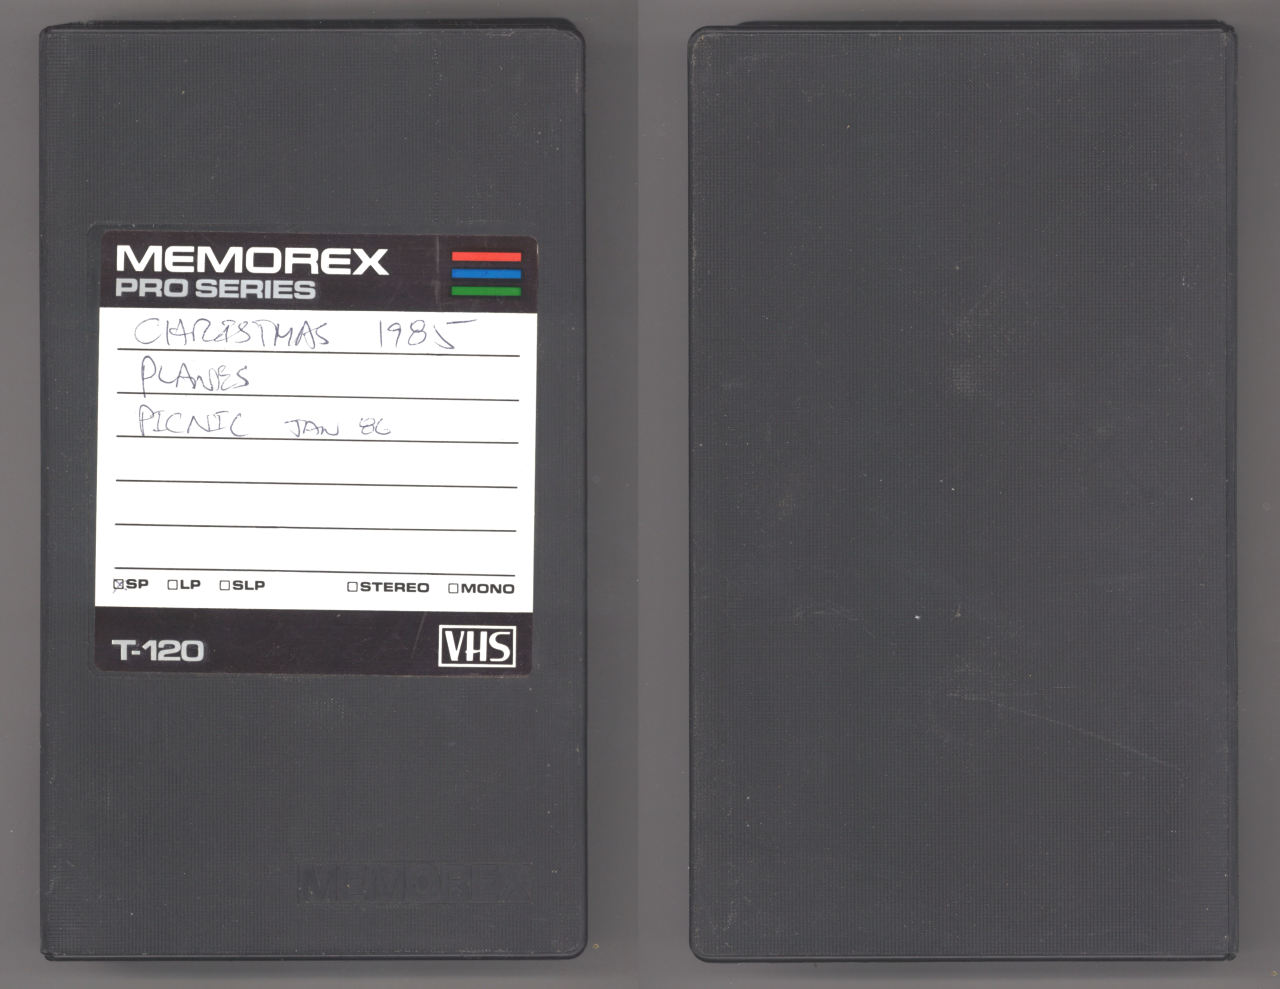 MEMOREX
PRO SERIES
CHRISTMAS 1985
PLANES
PICNIC JAN 86
SP LP SLP STEREO MONO
T-120 VHS
MEMOREX